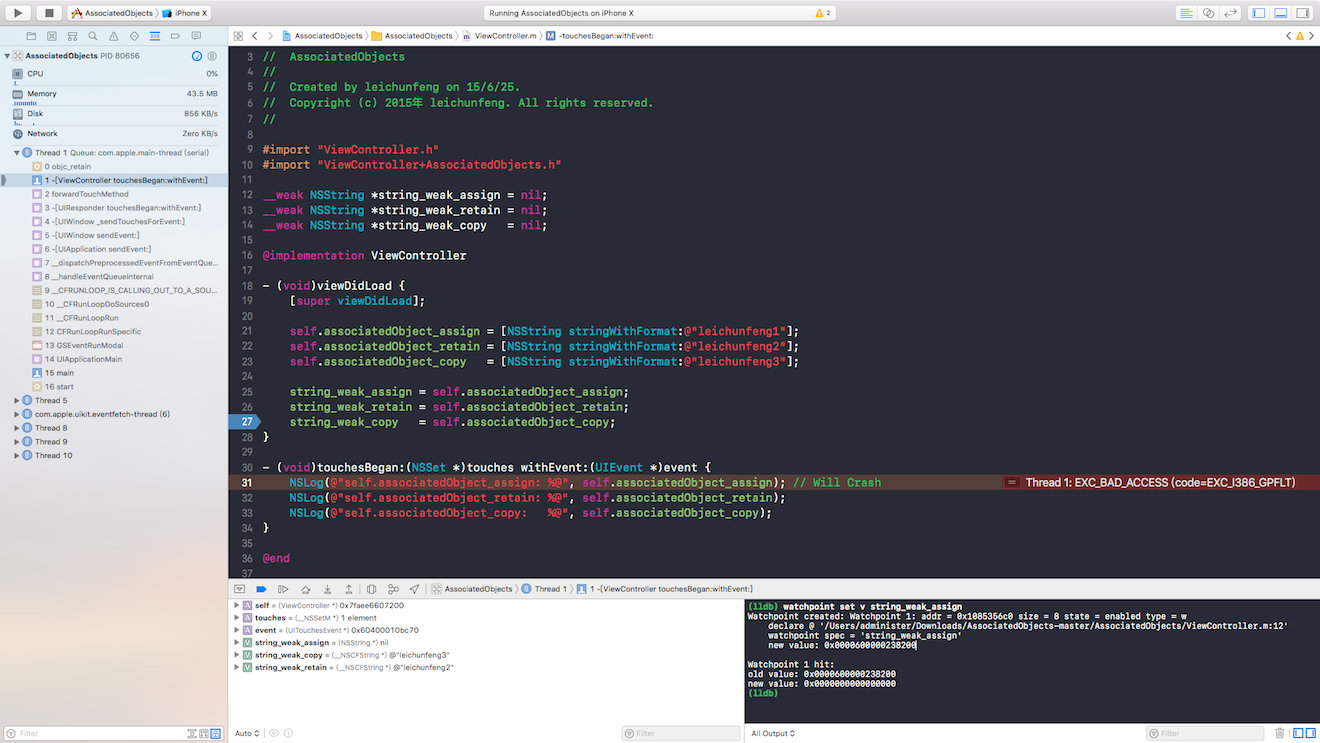 AssociatedObjects iPhone X
Running AssociatedObjects on iPhone X
2
AssociatedObjects AssociatedObjects ViewController.m -touchesBegan:withEvent:
AssociatedObjects PID 80656
CPU 0%
Memory 43.5 MB
Disk 856 KB/s
Network Zero KB/s
Thread 1 Queue: com.apple.main-thread (serial)
0 objc_retain
1 -[ViewController touchesBegan:withEvent:]
2 forwardTouchMethod
3 -[UIResponder touchesBegan:withEvent:]
4 -[UIWindow _sendTouchesForEvent:]
5 -[UIWindow sendEvent:]
6 -[UIApplication sendEvent:]
7 __dispatchPreprocessedEventFromEventQue...
8 __handleEventQueueInternal
9 __CFRUNLOOP_IS_CALLING_OUT_TO_A_SOU...
10 __CFRunLoopDoSources0
11 __CFRunLoopRun
12 CFRunLoopRunSpecific
13 GSEventRunModal
14 UIApplicationMain
15 main
16 start
Thread 5
com.apple.uikit.eventfetch-thread (6)
Thread 8
Thread 9
Thread 10
Filter
3 //  AssociatedObjects
4 //
5 //  Created by leichunfeng on 15/6/25.
6 //  Copyright (c) 2015年 leichunfeng. All rights reserved.
7 //
8
9 #import "ViewController.h"
10 #import "ViewController+AssociatedObjects.h"
11
12 __weak NSString *string_weak_assign = nil;
13 __weak NSString *string_weak_retain = nil;
14 __weak NSString *string_weak_copy   = nil;
15
16 @implementation ViewController
17
18 - (void)viewDidLoad {
19     [super viewDidLoad];
20
21     self.associatedObject_assign = [NSString stringWithFormat:@"leichunfeng1"];
22     self.associatedObject_retain = [NSString stringWithFormat:@"leichunfeng2"];
23     self.associatedObject_copy   = [NSString stringWithFormat:@"leichunfeng3"];
24
25     string_weak_assign = self.associatedObject_assign;
26     string_weak_retain = self.associatedObject_retain;
27     string_weak_copy   = self.associatedObject_copy;
28 }
29
30 - (void)touchesBegan:(NSSet *)touches withEvent:(UIEvent *)event {
31     NSLog(@"self.associatedObject_assign: %@", self.associatedObject_assign); // Will Crash = Thread 1: EXC_BAD_ACCESS (code=EXC_I386_GPFLT)
32     NSLog(@"self.associatedObject_retain: %@", self.associatedObject_retain);
33     NSLog(@"self.associatedObject_copy:   %@", self.associatedObject_copy);
34 }
35
36 @end
37
AssociatedObjects Thread 1 1 -[ViewController touchesBegan:withEvent:]
A self = (ViewController *) 0x7faee6607200
A touches = (__NSSetM *) 1 element
A event = (UITouchesEvent *) 0x60400010bc70
V string_weak_assign = (NSString *) nil
V string_weak_copy = (__NSCFString *) @"leichunfeng3"
V string_weak_retain = (__NSCFString *) @"leichunfeng2"
Auto Filter
(lldb) watchpoint set v string_weak_assign
Watchpoint created: Watchpoint 1: addr = 0x1085356c0 size = 8 state = enabled type = w
declare @ '/Users/administer/Downloads/AssociatedObjects-master/AssociatedObjects/ViewController.m:12'
watchpoint spec = 'string_weak_assign'
new value: 0x0000600000238200
Watchpoint 1 hit:
old value: 0x0000600000238200
new value: 0x0000000000000000
(lldb)
All Output Filter